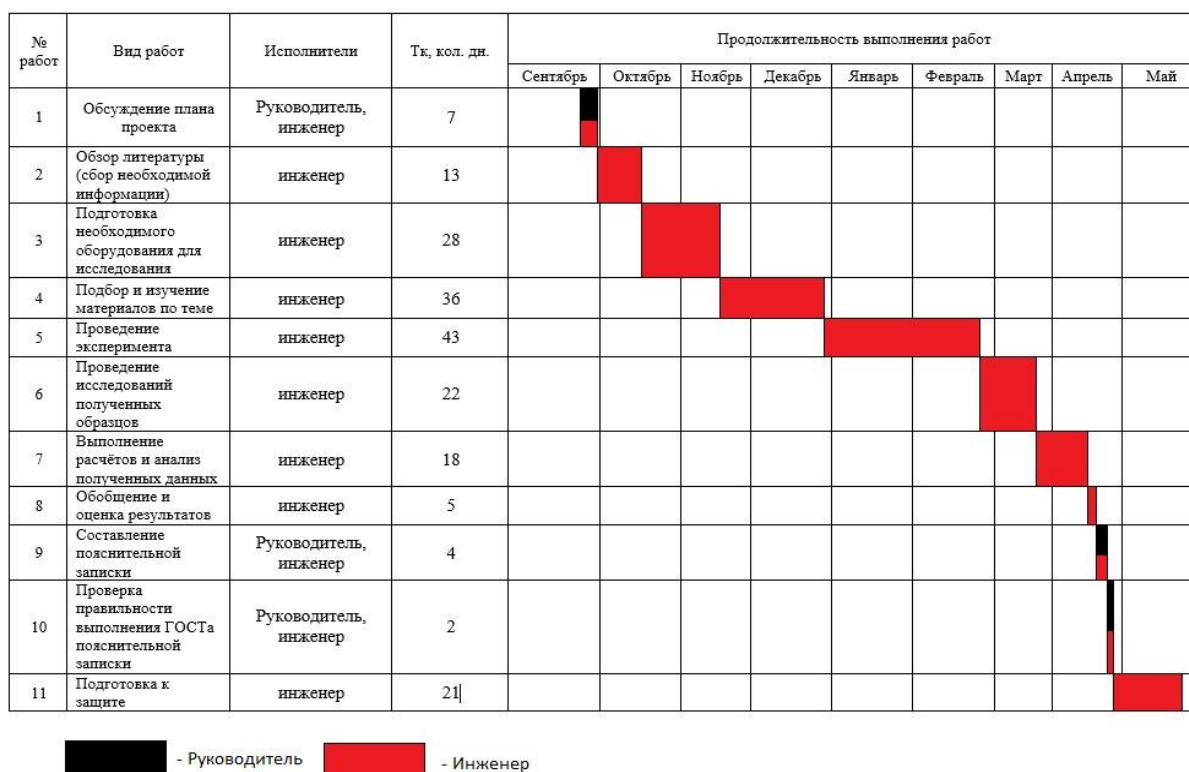 №
работ
Вид работ
Исполнители
Тк, кол. дн.
Продолжительность выполнения работ
Сентябрь Октябрь Ноябрь Декабрь Январь Февраль Март Апрель Май
1
Обсуждение плана
проекта
Руководитель,
инженер
7
2
Обзор литературы
(сбор необходимой
информации)
инженер
13
3
Подготовка
необходимого
оборудования для
исследования
инженер
28
4
Подбор и изучение
материалов по теме
инженер
36
5
Проведение
эксперимента
инженер
43
6
Проведение
исследований
полученных
образцов
инженер
22
7
Выполнение
расчётов и анализ
полученных данных
инженер
18
8
Обобщение и
оценка результатов
инженер
5
9
Составление
пояснительной
записки
Руководитель,
инженер
4
10
Проверка
правильности
выполнения ГОСТа
пояснительной
записки
Руководитель,
инженер
2
11
Подготовка к
защите
инженер
21
- Руководитель
- Инженер